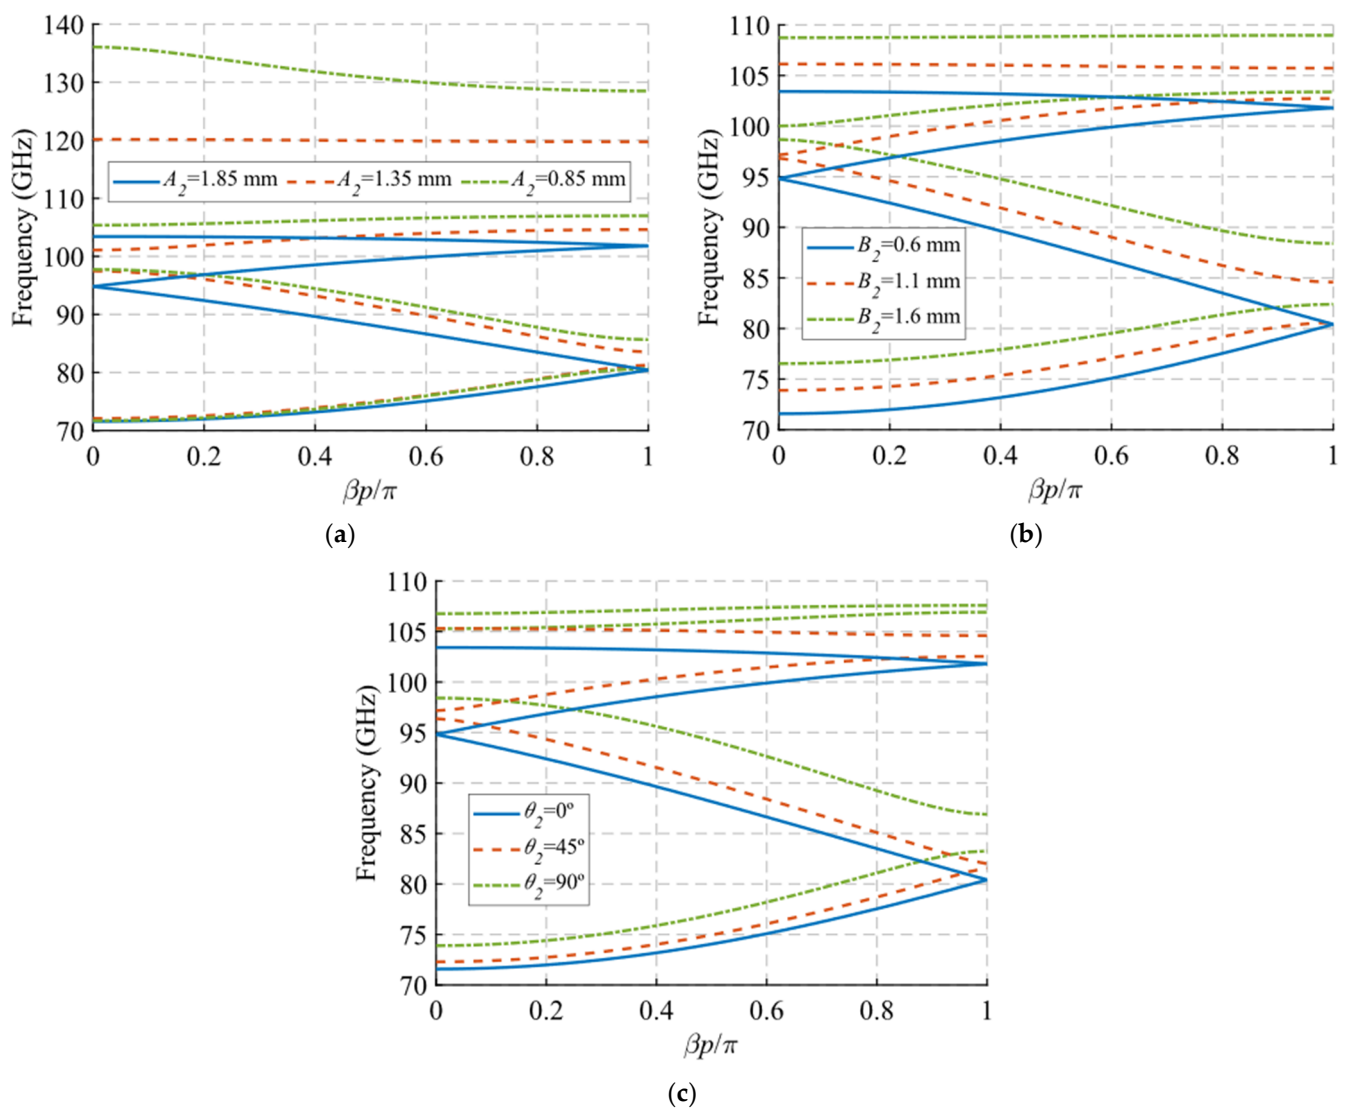 140
130
120
110
100
90
80
70
Frequency (GHz)
A2=1.85 mm A2=1.35 mm A2=0.85 mm
0 0.2 0.4 0.6 0.8 1
βp/π
(a)
110
105
100
95
90
85
80
75
70
Frequency (GHz)
B2=0.6 mm
B2=1.1 mm
B2=1.6 mm
0 0.2 0.4 0.6 0.8 1
βp/π
(b)
110
105
100
95
90
85
80
75
70
Frequency (GHz)
θ2=0º
θ2=45º
θ2=90º
0 0.2 0.4 0.6 0.8 1
βp/π
(c)